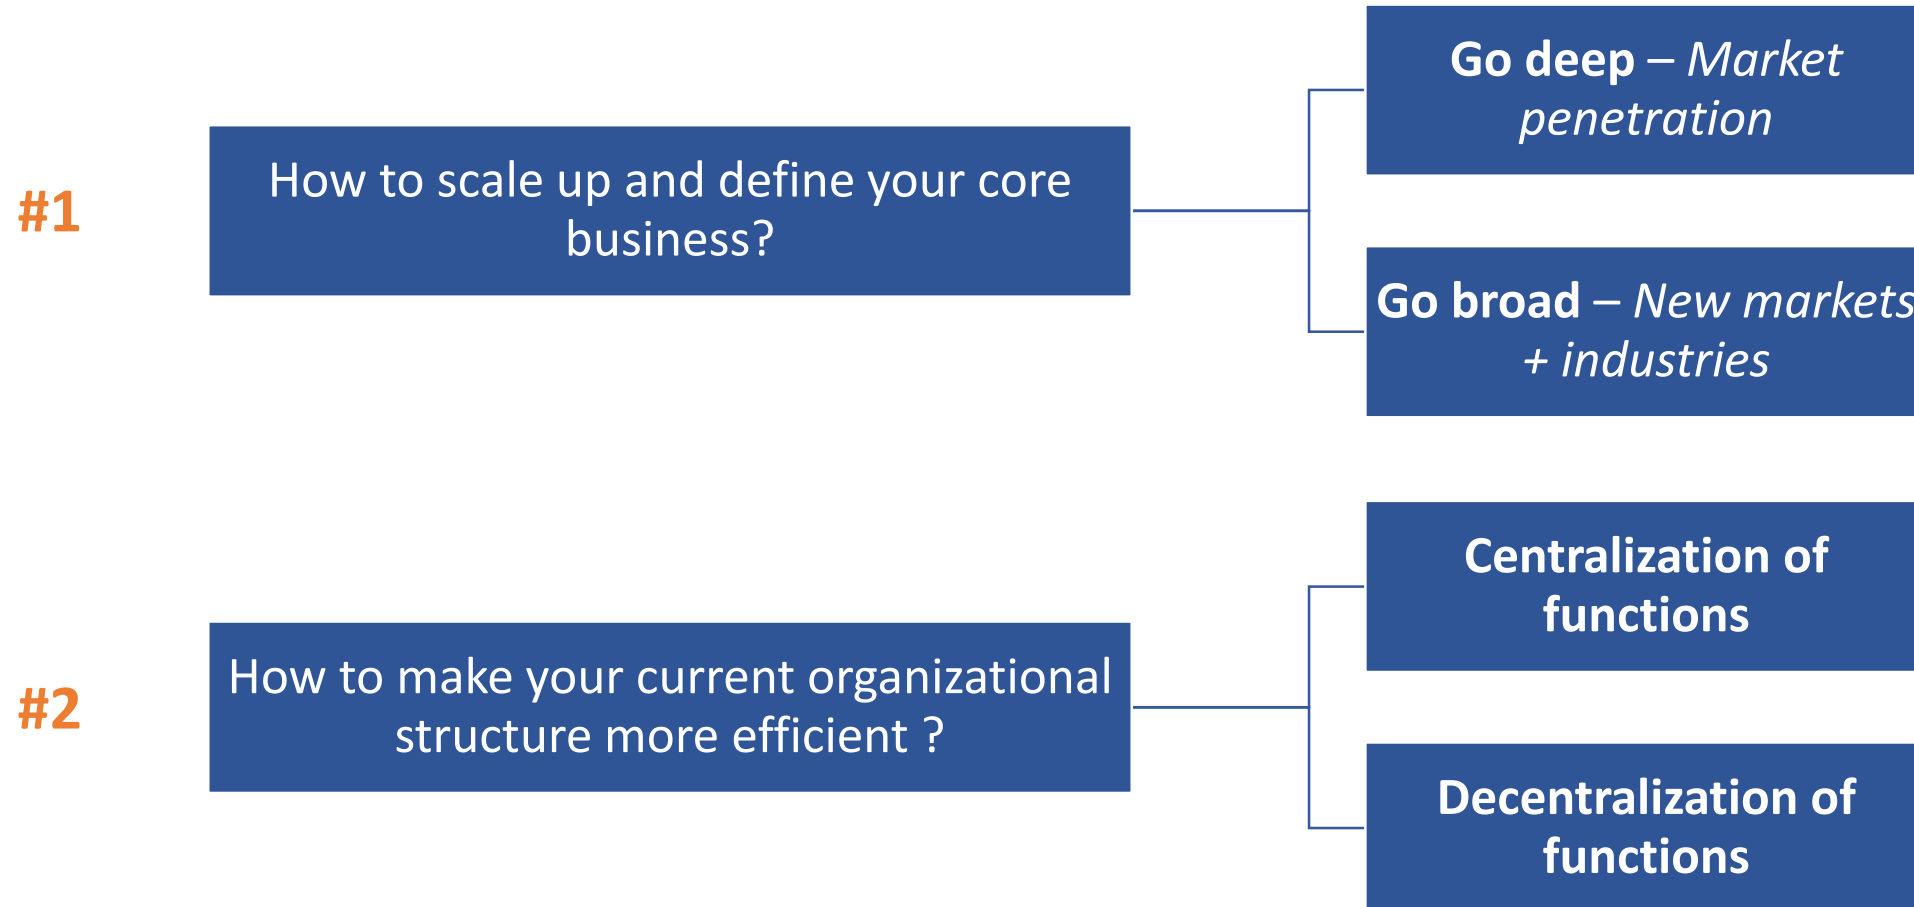 #1
How to scale up and define your core
business?
Go deep – Market
penetration
Go broad – New markets
+ industries
#2
How to make your current organizational
structure more efficient ?
Centralization of
functions
Decentralization of
functions